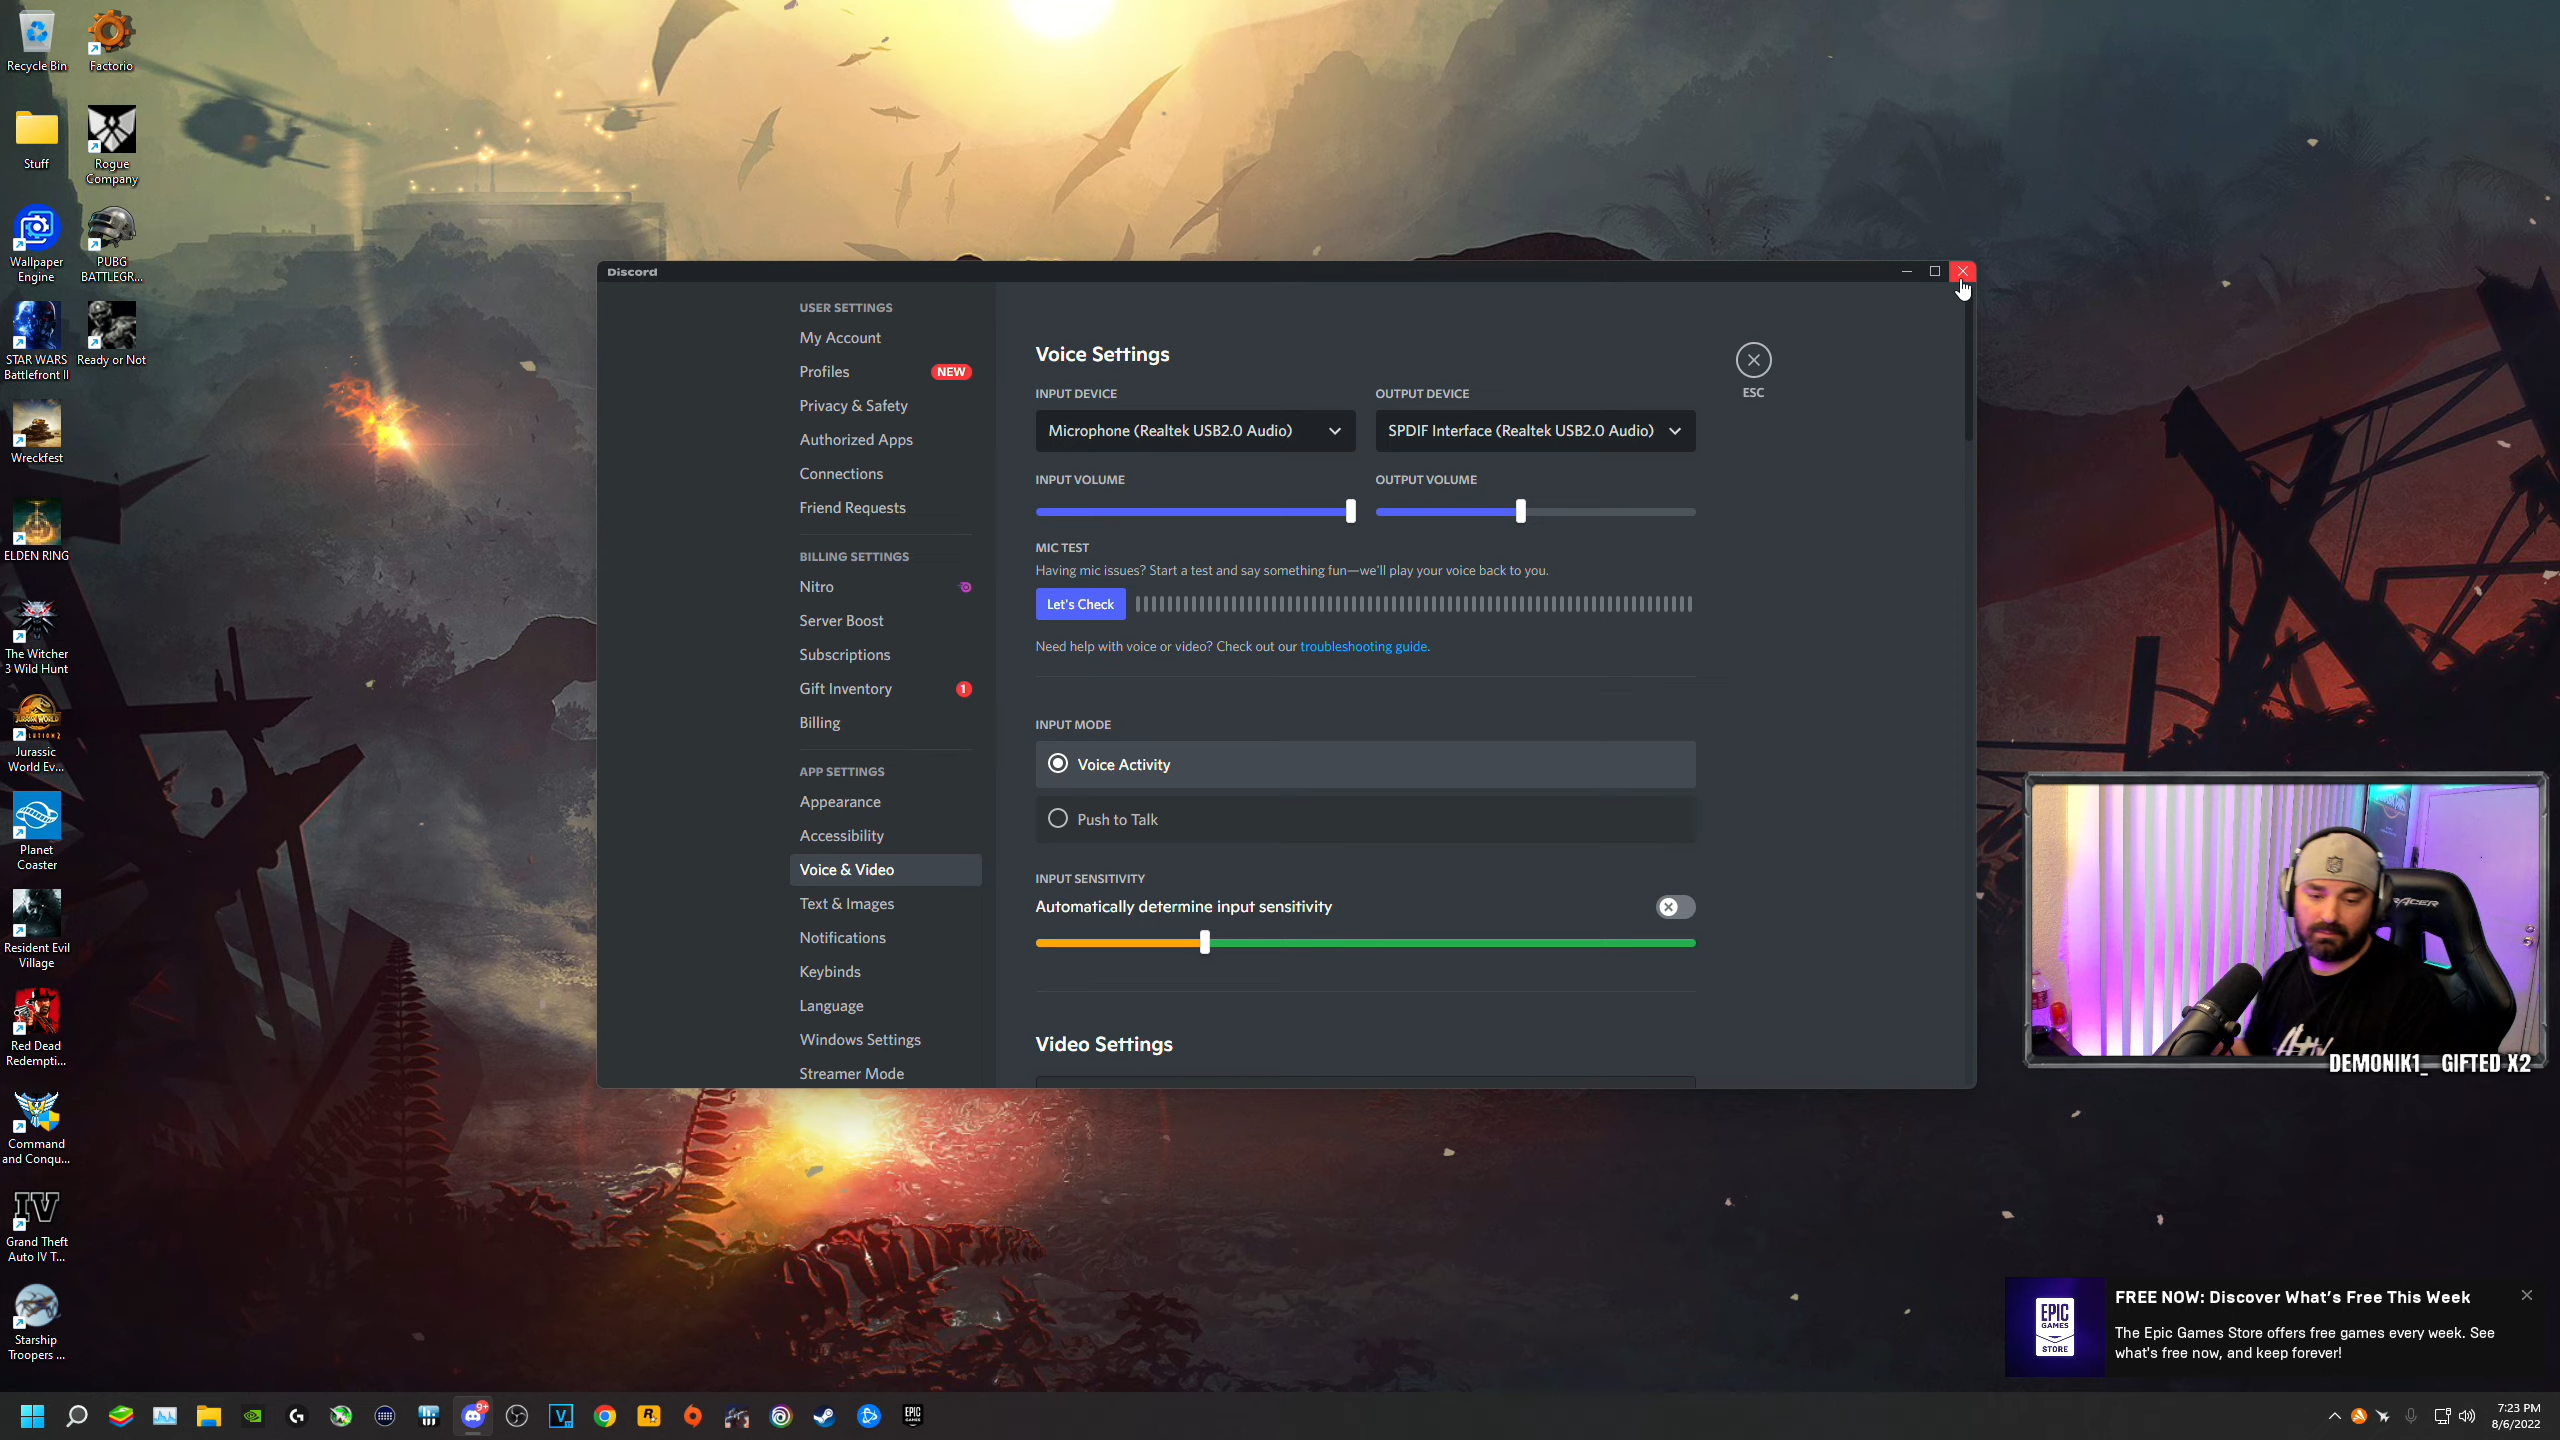 Recycle Bin
Factorio
Stuff
Rogue
Company
Wallpaper
Engine
PUBG
BATTLEGR...
STAR WARS
Battlefront II
Ready or Not
Wreckfest
ELDEN RING
The Witcher
3 Wild Hunt
Jurassic
World Ev...
Planet
Coaster
Resident Evil
Village
Red Dead
Redempti...
Command
and Conqu...
IV
Grand Theft
Auto IV T...
Starship
Troopers ...
Discord
USER SETTINGS
My Account
Profiles
NEW
Privacy & Safety
Authorized Apps
Connections
Friend Requests
BILLING SETTINGS
Nitro
Server Boost
Subscriptions
Gift Inventory
1
Billing
APP SETTINGS
Appearance
Accessibility
Voice & Video
Text & Images
Notifications
Keybinds
Language
Windows Settings
Streamer Mode
Voice Settings
ESC
INPUT DEVICE
OUTPUT DEVICE
Microphone (Realtek USB2.0 Audio)
SPDIF Interface (Realtek USB2.0 Audio)
INPUT VOLUME
OUTPUT VOLUME
MIC TEST
Having mic issues? Start a test and say something fun—we'll play your voice back to you.
Let's Check
Need help with voice or video? Check out our troubleshooting guide.
INPUT MODE
Voice Activity
Push to Talk
INPUT SENSITIVITY
Automatically determine input sensitivity
Video Settings
DEMONIK1_ GIFTED X2
EPIC
GAMES
STORE
FREE NOW: Discover What's Free This Week
The Epic Games Store offers free games every week. See
what's free now, and keep forever!
9+
EPIC
GAMES
7:23 PM
8/6/2022